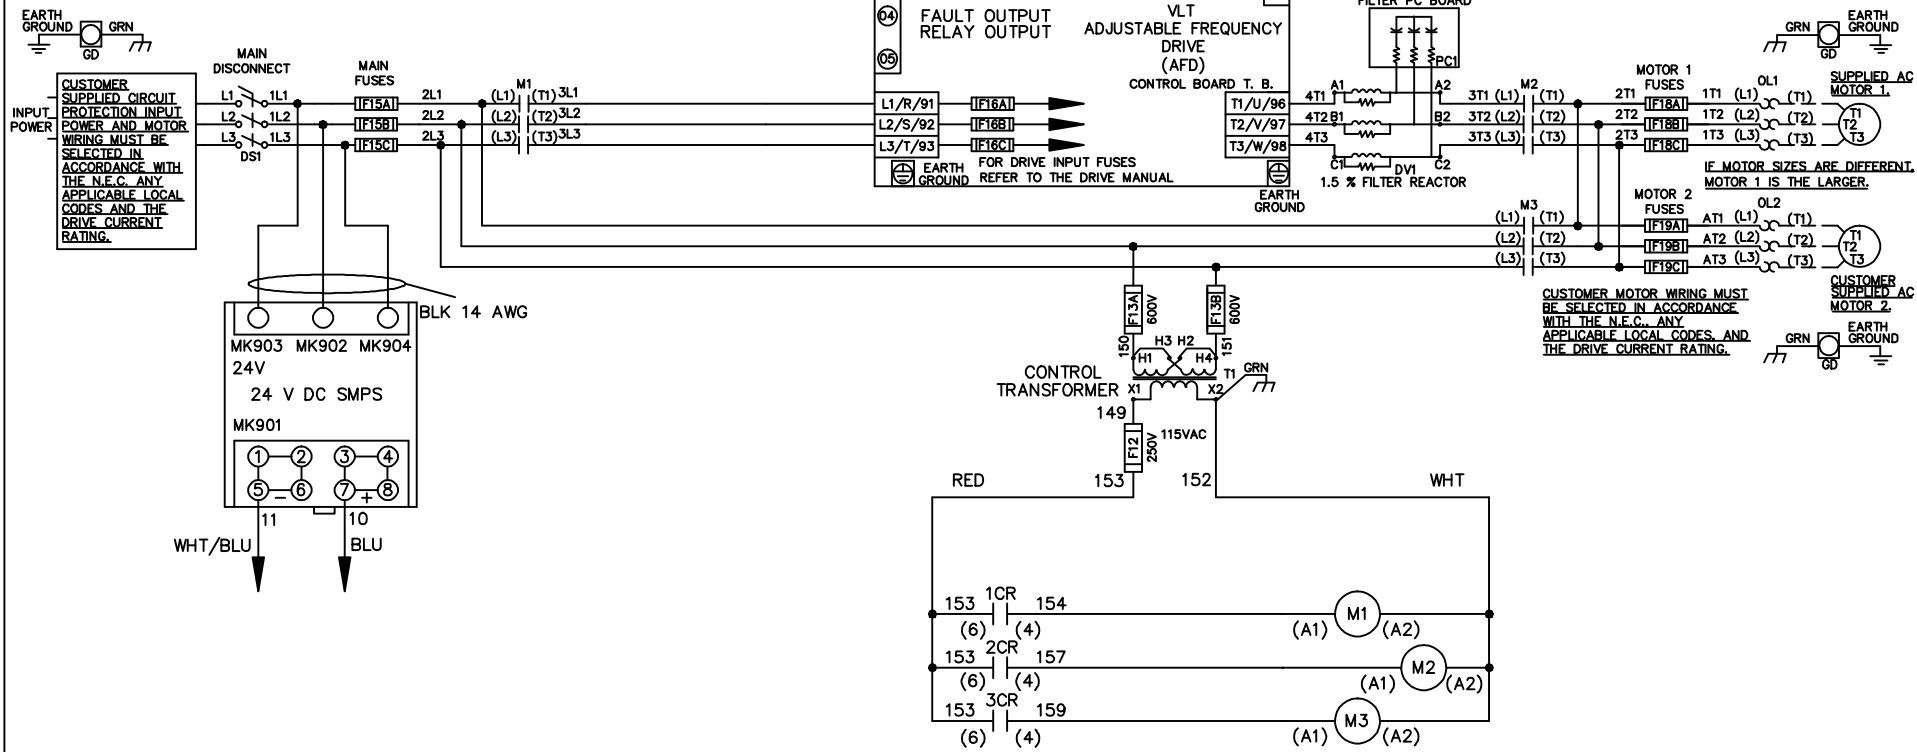 EARTH
GROUND
GRN
GD
CUSTOMER
SUPPLIED CIRCUIT
PROTECTION INPUT
POWER AND MOTOR
WIRING MUST BE
SELECTED IN
ACCORDANCE WITH
THE N.E.C. ANY
APPLICABLE LOCAL
CODES AND THE
DRIVE CURRENT
RATING.
INPUT
POWER
MAIN
DISCONNECT
L1 1L1
L2 1L2
L3 1L3
DS1
MAIN
FUSES
F15A
F15B
F15C
2L1
2L2
2L3
M1
(L1) (T1) 3L1
(L2) (T2) 3L2
(L3) (T3) 3L3
04 FAULT OUTPUT
RELAY OUTPUT
05
VLT
ADJUSTABLE FREQUENCY
DRIVE
(AFD)
CONTROL BOARD T. B.
L1/R/91 F16A
L2/S/92 F16B
L3/T/93 F16C
T1/U/96
T2/V/97
T3/W/98
FOR DRIVE INPUT FUSES
REFER TO THE DRIVE MANUAL
EARTH
GROUND
EARTH
GROUND
FILTER PC BOARD
PC1
4T1 A1 A2
4T2 B1 B2
4T3
C1 C2
DV1
1.5 % FILTER REACTOR
M2
3T1 (L1) (T1)
3T2 (L2) (T2)
3T3 (L3) (T3)
MOTOR 1
FUSES
2T1 F18A 1T1 (L1) (T1)
2T2 F18B 1T2 (L2) (T2)
2T3 F18C 1T3 (L3) (T3)
OL1
T1
T2
T3
GRN
GD
EARTH
GROUND
SUPPLIED AC
MOTOR 1.
IF MOTOR SIZES ARE DIFFERENT,
MOTOR 1 IS THE LARGER.
M3
(L1) (T1)
(L2) (T2)
(L3) (T3)
MOTOR 2
FUSES
F19A AT1 (L1) (T1)
F19B AT2 (L2) (T2)
F19C AT3 (L3) (T3)
OL2
T1
T2
T3
CUSTOMER
SUPPLIED AC
MOTOR 2.
CUSTOMER MOTOR WIRING MUST
BE SELECTED IN ACCORDANCE
WITH THE N.E.C., ANY
APPLICABLE LOCAL CODES, AND
THE DRIVE CURRENT RATING.
GRN
GD
EARTH
GROUND
BLK 14 AWG
MK903 MK902 MK904
24V
24 V DC SMPS
MK901
1 2 3 4
5 - 6 7 + 8
11 10
WHT/BLU BLU
F13A
600V
F13B
600V
150
151
H3 H2
H1 H4
CONTROL
TRANSFORMER
X1 X2
T1
GRN
149
F12
250V
115VAC
153 152
RED WHT
1CR
153 154
(6) (4)
M1
(A1) (A2)
2CR
153 157
(6) (4)
M2
(A1) (A2)
3CR
153 159
(6) (4)
M3
(A1) (A2)